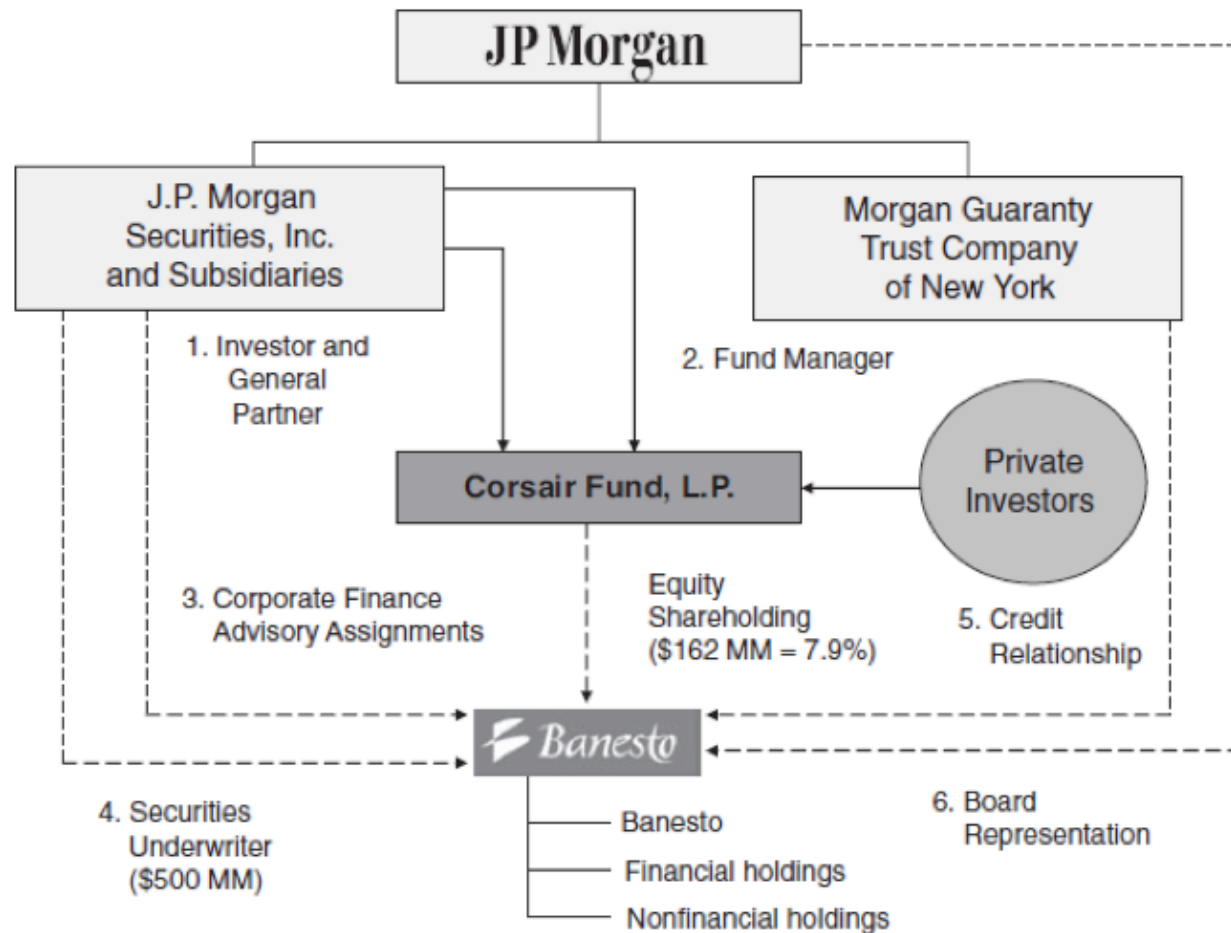 JP Morgan
J.P. Morgan
Securities, Inc.
and Subsidiaries
Morgan Guaranty
Trust Company
of New York
1. Investor and
General
Partner
2. Fund Manager
Private
Investors
Corsair Fund, L.P.
3. Corporate Finance
Advisory Assignments
Equity
Shareholding
($162 MM = 7.9%)
5. Credit
Relationship
Banesto
4. Securities
Underwriter
($500 MM)
6. Board
Representation
Banesto
Financial holdings
Nonfinancial holdings